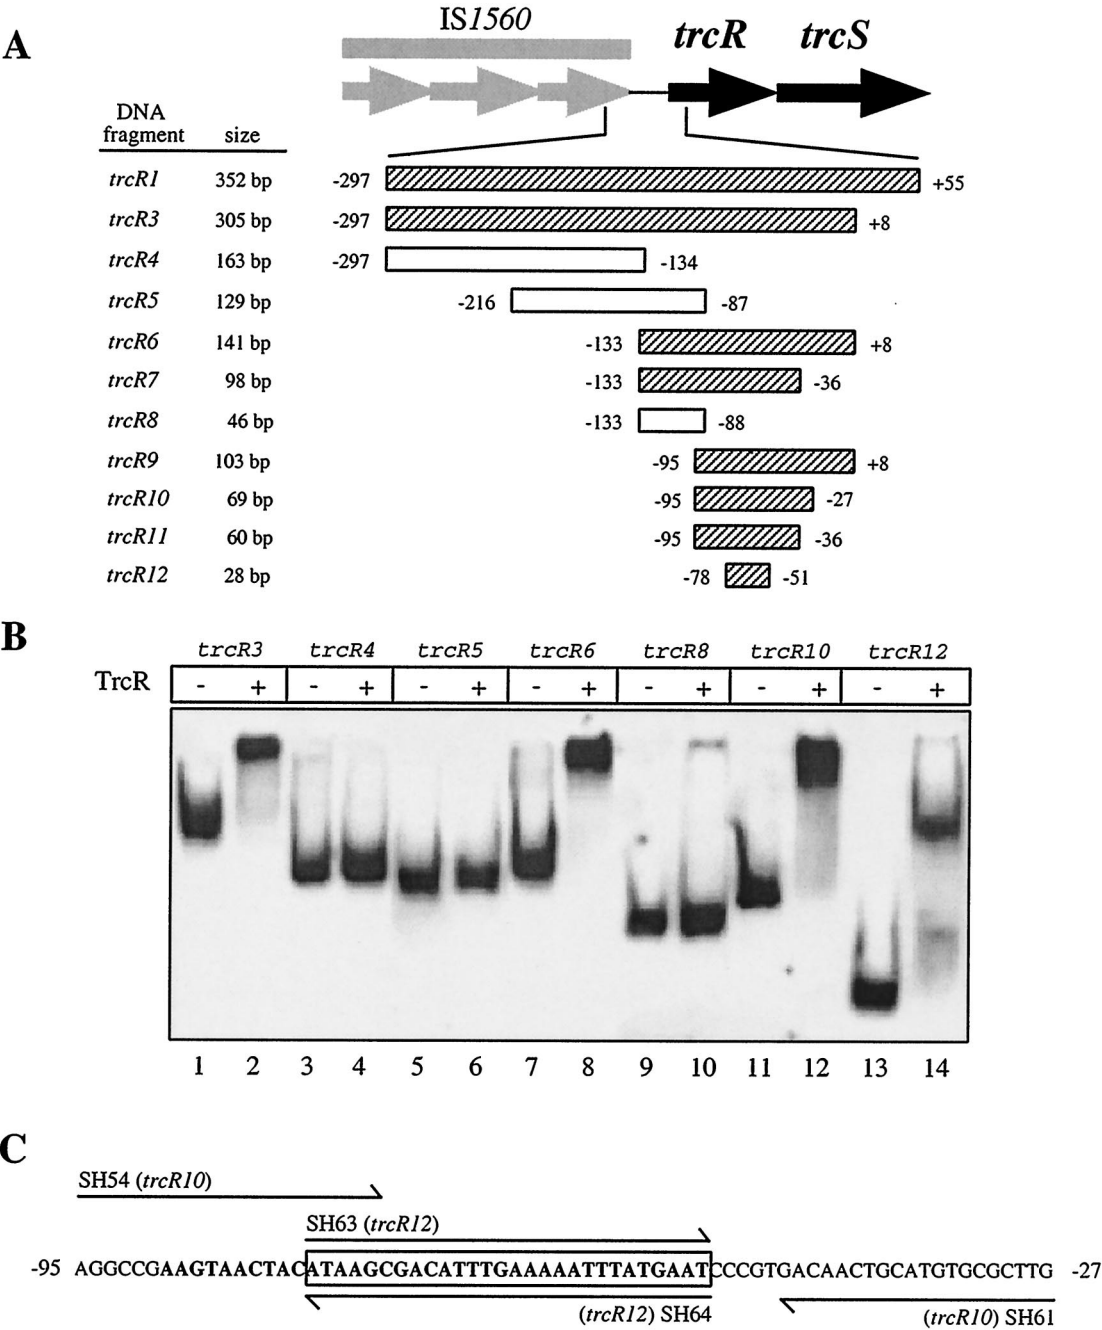 A
IS1560
trcR trcS
DNA
fragment size
trcR1 352 bp -297 +55
trcR3 305 bp -297 +8
trcR4 163 bp -297 -134
trcR5 129 bp -216 -87
trcR6 141 bp -133 +8
trcR7 98 bp -133 -36
trcR8 46 bp -133 -88
trcR9 103 bp -95 +8
trcR10 69 bp -95 -27
trcR11 60 bp -95 -36
trcR12 28 bp -78 -51
B
trcR3 trcR4 trcR5 trcR6 trcR8 trcR10 trcR12
TrcR - + - + - + - + - + - + - +
1 2 3 4 5 6 7 8 9 10 11 12 13 14
C
SH54 (trcR10)
SH63 (trcR12)
-95 AGGCCGAAGTAACTACATAAGCGACATTTGAAAAATTTATGAATCCCGTGACAACTGCATGTGCGCTTG -27
(trcR12) SH64
(trcR10) SH61